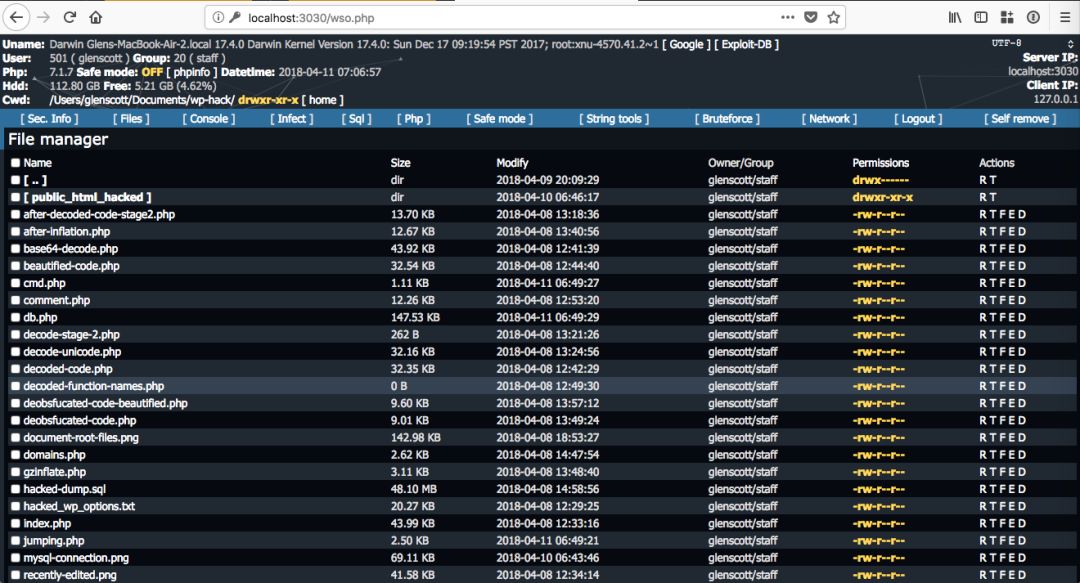 localhost:3030/wso.php
Uname: Darwin Glens-MacBook-Air-2.local 17.4.0 Darwin Kernel Version 17.4.0: Sun Dec 17 09:19:54 PST 2017; root:xnu-4570.41.2~1 [ Google ] [ Exploit-DB ] UTF-8
User: 501 ( glenscott ) Group: 20 ( staff ) Server IP:
Php: 7.1.7 Safe mode: OFF [ phpinfo ] Datetime: 2018-04-11 07:06:57 localhost:3030
Hdd: 112.80 GB Free: 5.21 GB (4.62%) Client IP:
Cwd: /Users/glenscott/Documents/wp-hack/ drwxr-xr-x [ home ] 127.0.0.1
[ Sec. Info ] [ Files ] [ Console ] [ Infect ] [ Sql ] [ Php ] [ Safe mode ] [ String tools ] [ Bruteforce ] [ Network ] [ Logout ] [ Self remove ]
File manager
Name Size Modify Owner/Group Permissions Actions
[ .. ] dir 2018-04-09 20:09:29 glenscott/staff drwx------ R T
[ public_html_hacked ] dir 2018-04-10 06:46:17 glenscott/staff drwxr-xr-x R T
after-decoded-code-stage2.php 13.70 KB 2018-04-08 13:18:36 glenscott/staff -rw-r--r-- R T F E D
after-inflation.php 12.67 KB 2018-04-08 13:40:56 glenscott/staff -rw-r--r-- R T F E D
base64-decode.php 43.92 KB 2018-04-08 12:41:39 glenscott/staff -rw-r--r-- R T F E D
beautified-code.php 32.54 KB 2018-04-08 12:44:40 glenscott/staff -rw-r--r-- R T F E D
cmd.php 1.11 KB 2018-04-11 06:49:27 glenscott/staff -rw-r--r-- R T F E D
comment.php 12.26 KB 2018-04-08 12:53:20 glenscott/staff -rw-r--r-- R T F E D
db.php 147.53 KB 2018-04-11 06:49:29 glenscott/staff -rw-r--r-- R T F E D
decode-stage-2.php 262 B 2018-04-08 13:21:26 glenscott/staff -rw-r--r-- R T F E D
decode-unicode.php 32.16 KB 2018-04-08 13:24:56 glenscott/staff -rw-r--r-- R T F E D
decoded-code.php 32.35 KB 2018-04-08 12:42:29 glenscott/staff -rw-r--r-- R T F E D
decoded-function-names.php 0 B 2018-04-08 12:49:30 glenscott/staff -rw-r--r-- R T F E D
deobsfucated-code-beautified.php 9.60 KB 2018-04-08 13:57:12 glenscott/staff -rw-r--r-- R T F E D
deobsfucated-code.php 9.01 KB 2018-04-08 13:49:24 glenscott/staff -rw-r--r-- R T F E D
document-root-files.png 142.98 KB 2018-04-08 18:53:27 glenscott/staff -rw-r--r-- R T F E D
domains.php 2.62 KB 2018-04-08 14:47:54 glenscott/staff -rw-r--r-- R T F E D
gzinflate.php 3.11 KB 2018-04-08 13:48:40 glenscott/staff -rw-r--r-- R T F E D
hacked-dump.sql 48.10 MB 2018-04-08 14:58:56 glenscott/staff -rw-r--r-- R T F E D
hacked_wp_options.txt 20.27 KB 2018-04-08 12:29:25 glenscott/staff -rw-r--r-- R T F E D
index.php 43.99 KB 2018-04-08 12:33:16 glenscott/staff -rw-r--r-- R T F E D
jumping.php 2.50 KB 2018-04-11 06:49:21 glenscott/staff -rw-r--r-- R T F E D
mysql-connection.png 69.11 KB 2018-04-10 06:43:46 glenscott/staff -rw-r--r-- R T F E D
recently-edited.png 41.58 KB 2018-04-08 12:34:14 glenscott/staff -rw-r--r-- R T F E D